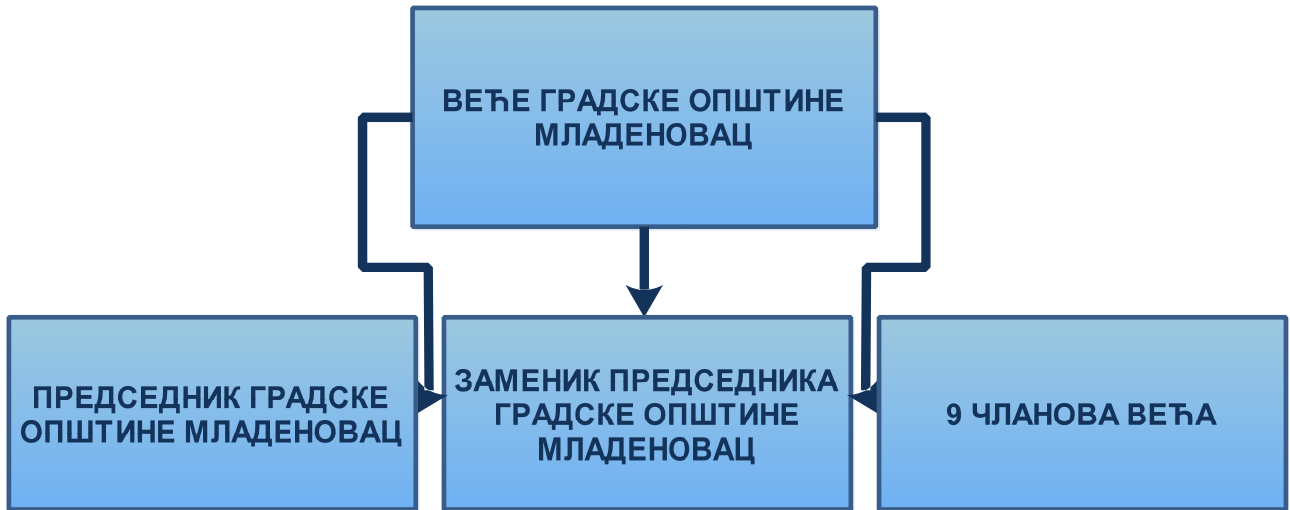 ВЕЋЕ ГРАДСКЕ ОПШТИНЕ
МЛАДЕНОВАЦ
ПРЕДСЕДНИК ГРАДСКЕ
ОПШТИНЕ МЛАДЕНОВАЦ
ЗАМЕНИК ПРЕДСЕДНИКА
ГРАДСКЕ ОПШТИНЕ
МЛАДЕНОВАЦ
9 ЧЛАНОВА ВЕЋА